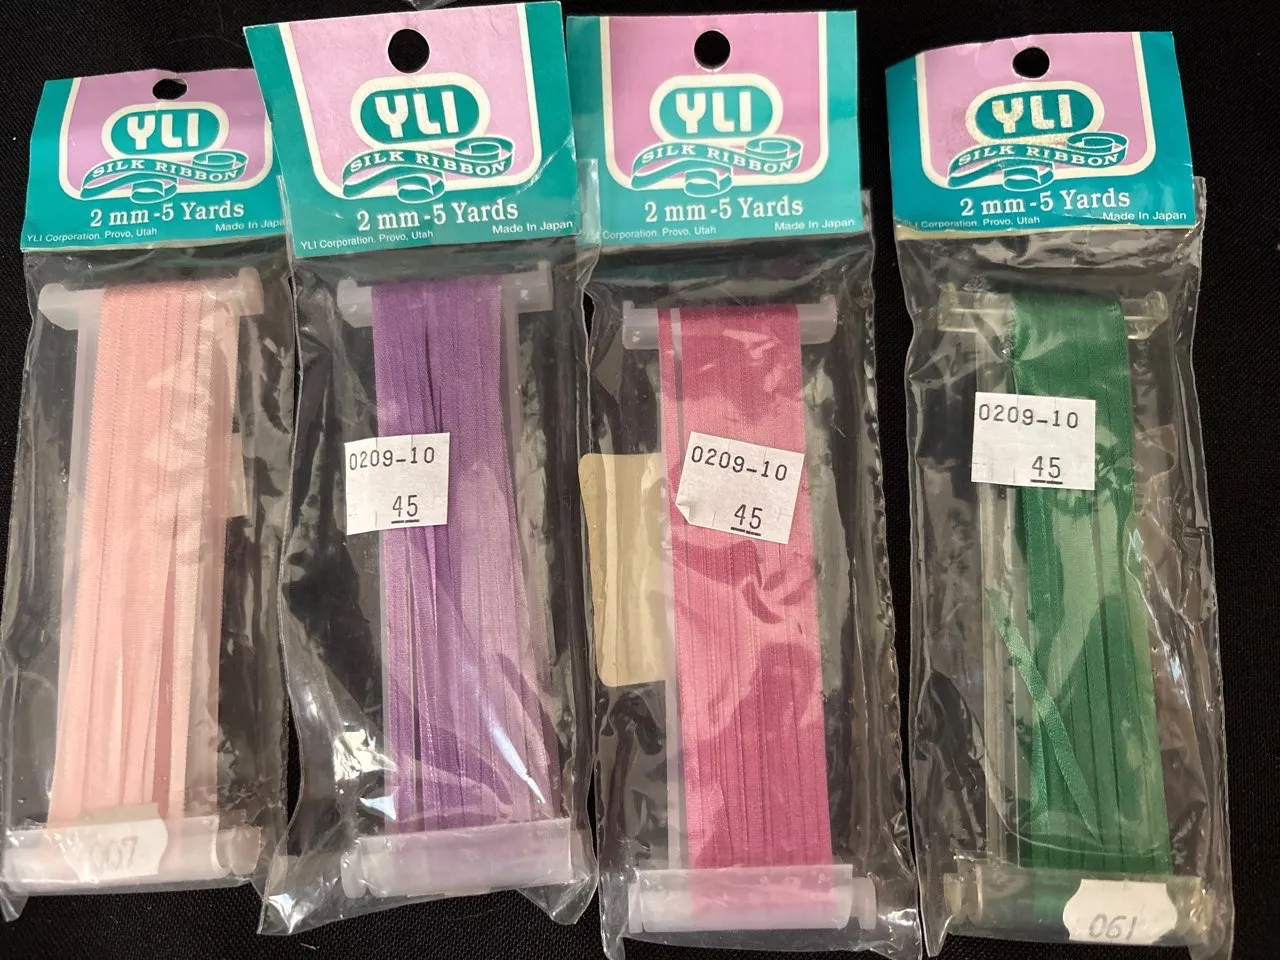 YLI
SILK RIBBON
2 mm-5 Yards
YLI Corporation. Provo, Utah
Made In Japan
007
YLI
SILK RIBBON
2 mm-5 Yards
YLI Corporation. Provo, Utah
Made In Japan
0209-10
45
YLI
SILK RIBBON
2 mm-5 Yards
Corporation. Provo, Utah
Made In Japan
0209-10
45
YLI
SILK RIBBON
2 mm-5 Yards
YLI Corporation. Provo, Utah
Made In Japan
0209-10
45
061